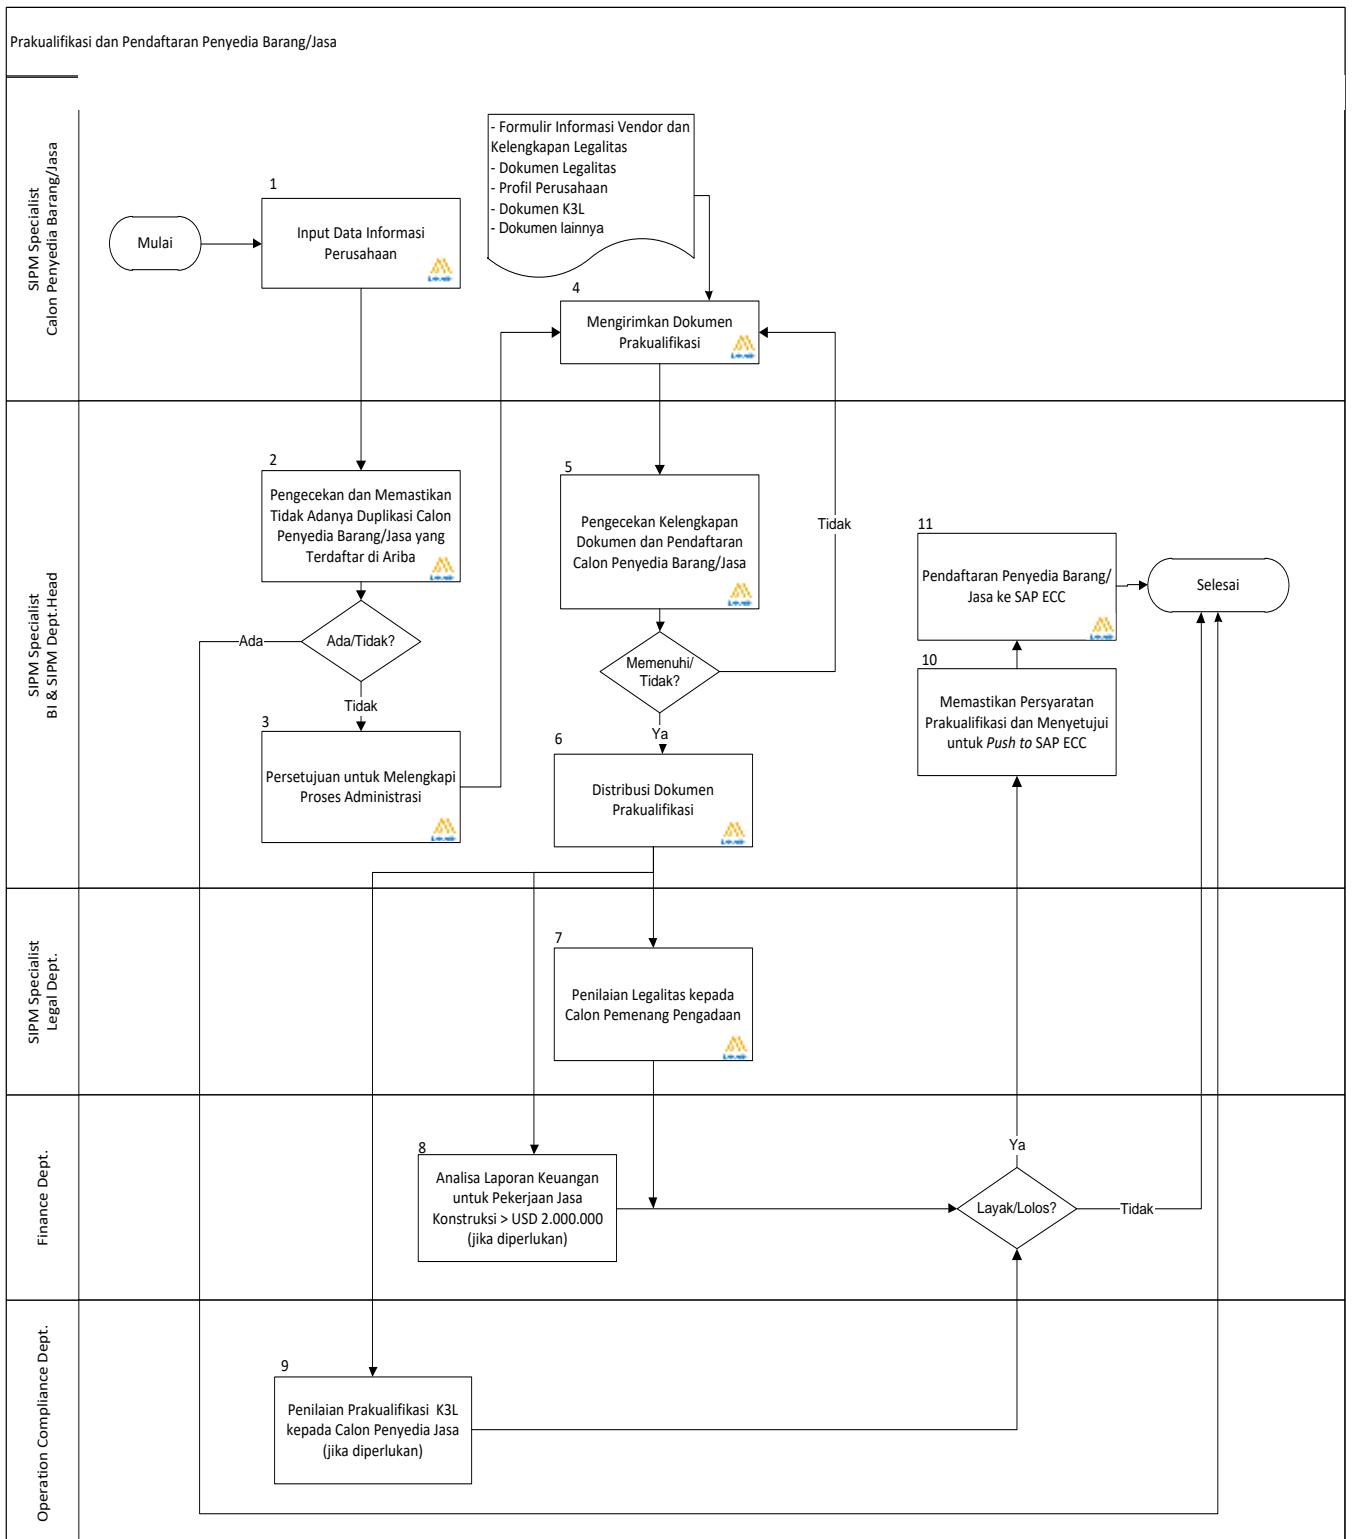 Prakualifikasi dan Pendaftaran Penyedia Barang/Jasa
SIPM Specialist
Calon Penyedia Barang/Jasa
Mulai
1
Input Data Informasi
Perusahaan
- Formulir Informasi Vendor dan
Kelengkapan Legalitas
- Dokumen Legalitas
- Profil Perusahaan
- Dokumen K3L
- Dokumen lainnya
4
Mengirimkan Dokumen
Prakualifikasi
SIPM Specialist
BI & SIPM Dept.Head
2
Pengecekan dan Memastikan
Tidak Adanya Duplikasi Calon
Penyedia Barang/Jasa yang
Terdaftar di Ariba
Ada/Tidak?
Ada
Tidak
3
Persetujuan untuk Melengkapi
Proses Administrasi
5
Pengecekan Kelengkapan
Dokumen dan Pendaftaran
Calon Penyedia Barang/Jasa
Memenuhi/
Tidak?
Tidak
Ya
6
Distribusi Dokumen
Prakualifikasi
11
Pendaftaran Penyedia Barang/
Jasa ke SAP ECC
Selesai
10
Memastikan Persyaratan
Prakualifikasi dan Menyetujui
untuk Push to SAP ECC
SIPM Specialist
Legal Dept.
7
Penilaian Legalitas kepada
Calon Pemenang Pengadaan
Finance Dept.
8
Analisa Laporan Keuangan
untuk Pekerjaan Jasa
Konstruksi > USD 2.000.000
(jika diperlukan)
Ya
Layak/Lolos?
Tidak
Operation Compliance Dept.
9
Penilaian Prakualifikasi K3L
kepada Calon Penyedia Jasa
(jika diperlukan)